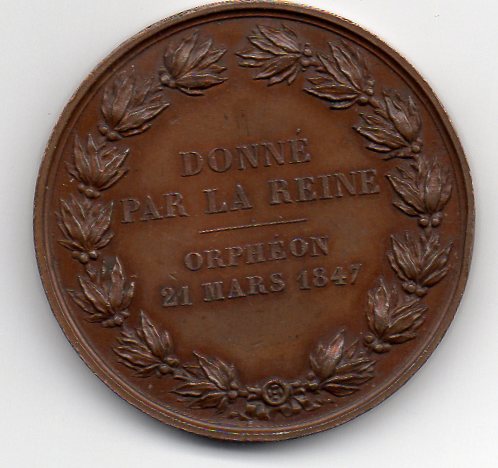 DONNÉ
PAR LA REINE
ORPHÉON
21 MARS 1847